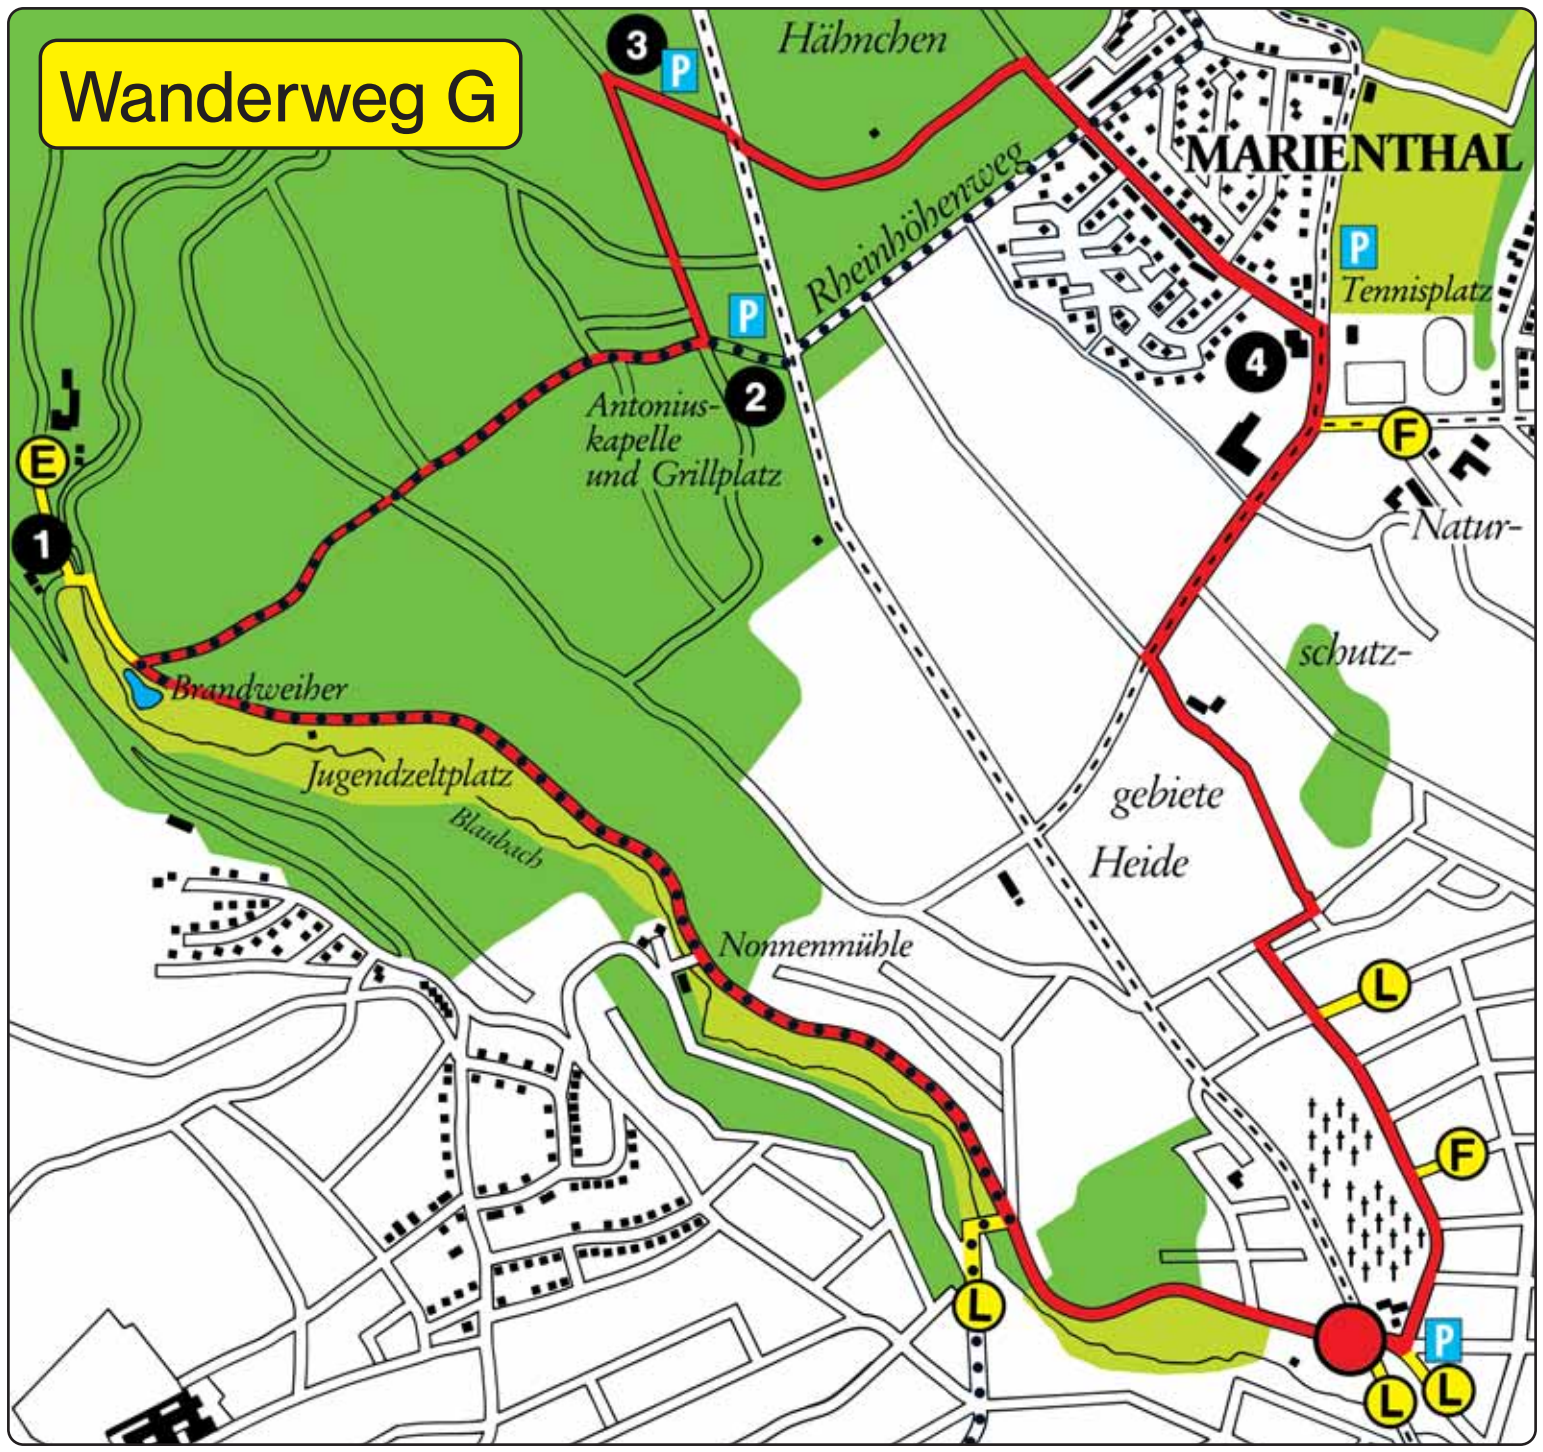 Wanderweg G
3
P
Hähnchen
MARIENTHAL
Rheinhöhenweg
P
Tennisplatz
P
4
2
Antonius-
kapelle
und Grillplatz
F
E
1
Natur-
schutz-
Brandweiher
Jugendzeltplatz
gebiete
Blaubach
Heide
Nonnenmühle
L
F
L
P
L
L